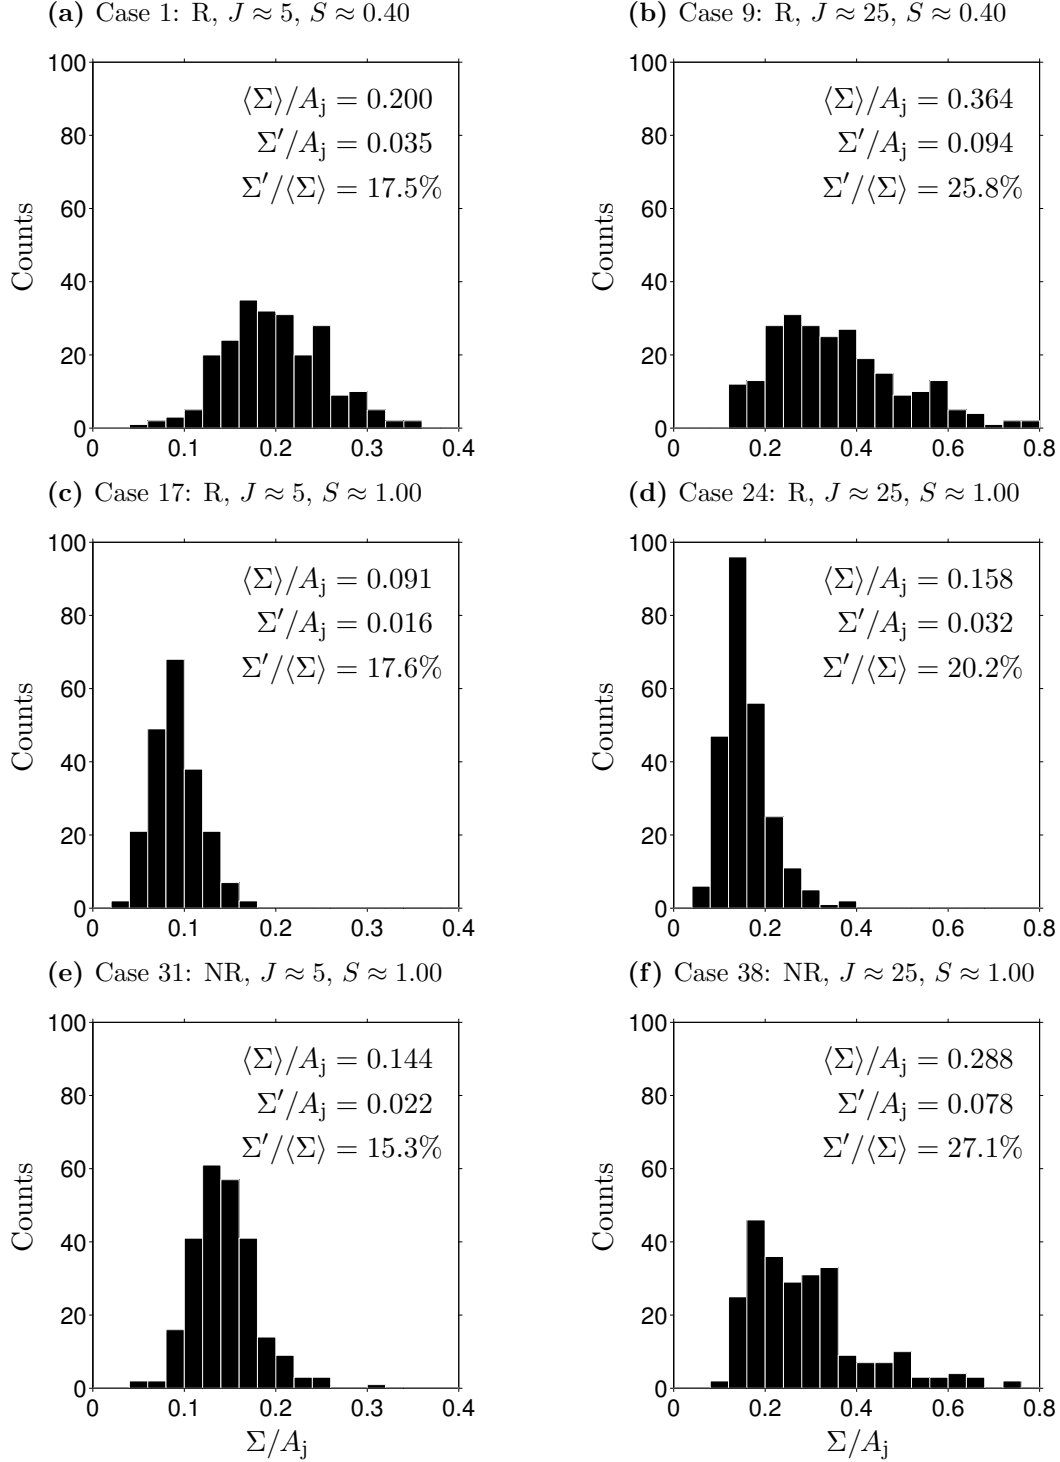 (a) Case 1: R, J ≈ 5, S ≈ 0.40
100
80
60
40
20
0
Counts
⟨Σ⟩/Aj = 0.200
Σ′/Aj = 0.035
Σ′/⟨Σ⟩ = 17.5%
0 0.1 0.2 0.3 0.4
(b) Case 9: R, J ≈ 25, S ≈ 0.40
100
80
60
40
20
0
Counts
⟨Σ⟩/Aj = 0.364
Σ′/Aj = 0.094
Σ′/⟨Σ⟩ = 25.8%
0 0.2 0.4 0.6 0.8
(c) Case 17: R, J ≈ 5, S ≈ 1.00
100
80
60
40
20
0
Counts
⟨Σ⟩/Aj = 0.091
Σ′/Aj = 0.016
Σ′/⟨Σ⟩ = 17.6%
0 0.1 0.2 0.3 0.4
(d) Case 24: R, J ≈ 25, S ≈ 1.00
100
80
60
40
20
0
Counts
⟨Σ⟩/Aj = 0.158
Σ′/Aj = 0.032
Σ′/⟨Σ⟩ = 20.2%
0 0.2 0.4 0.6 0.8
(e) Case 31: NR, J ≈ 5, S ≈ 1.00
100
80
60
40
20
0
Counts
⟨Σ⟩/Aj = 0.144
Σ′/Aj = 0.022
Σ′/⟨Σ⟩ = 15.3%
0 0.1 0.2 0.3 0.4
Σ/Aj
(f) Case 38: NR, J ≈ 25, S ≈ 1.00
100
80
60
40
20
0
Counts
⟨Σ⟩/Aj = 0.288
Σ′/Aj = 0.078
Σ′/⟨Σ⟩ = 27.1%
0 0.2 0.4 0.6 0.8
Σ/Aj